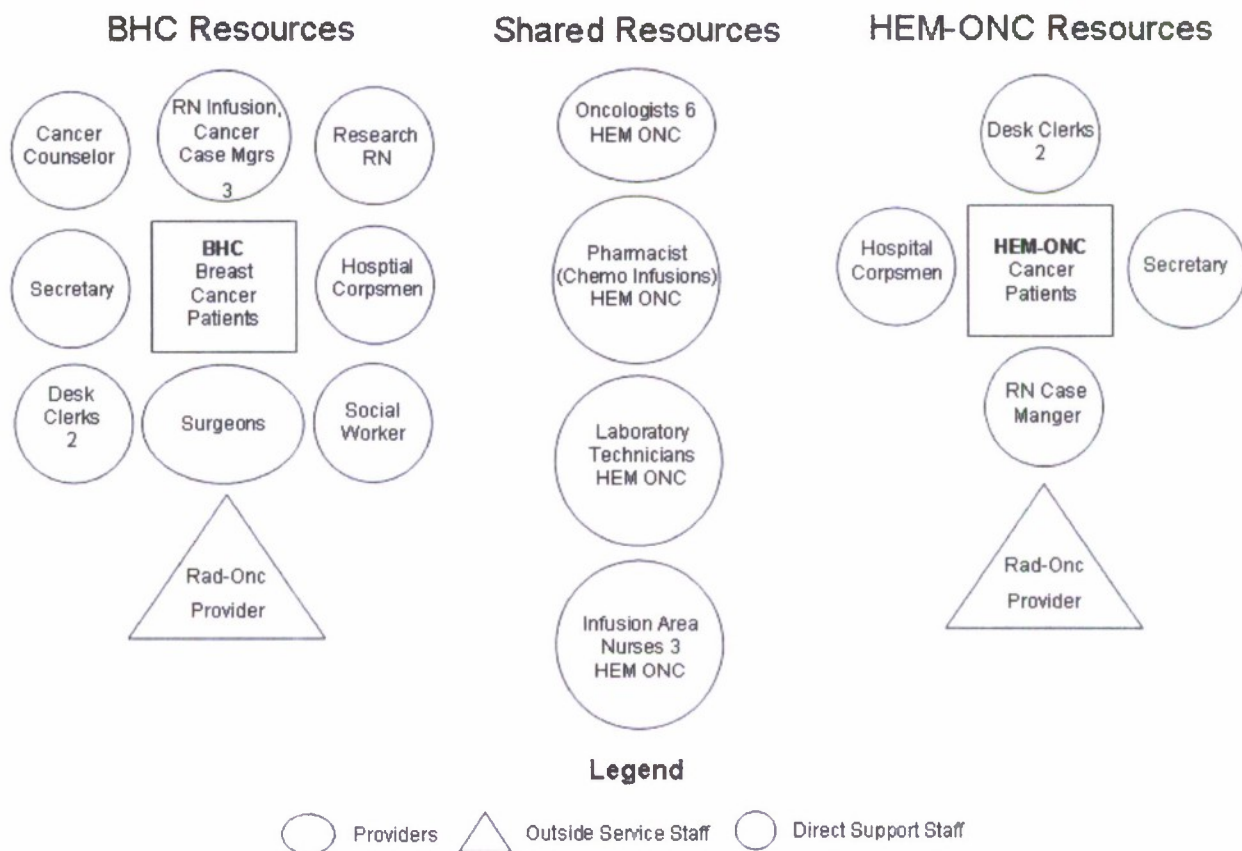 BHC Resources
Cancer
Counselor
RN Infusion,
Cancer
Case Mgrs
3
Research
RN
Secretary
BHC
Breast
Cancer
Patients
Hosptial
Corpsmen
Desk
Clerks
2
Surgeons
Social
Worker
Rad-Onc
Provider
Shared Resources
Oncologists 6
HEM ONC
Pharmacist
(Chemo Infusions)
HEM ONC
Laboratory
Technicians
HEM ONC
Infusion Area
Nurses 3
HEM ONC
HEM-ONC Resources
Desk Clerks
2
Hospital
Corpsmen
HEM-ONC
Cancer
Patients
Secretary
RN Case
Manger
Rad-Onc
Provider
Legend
Providers
Outside Service Staff
Direct Support Staff